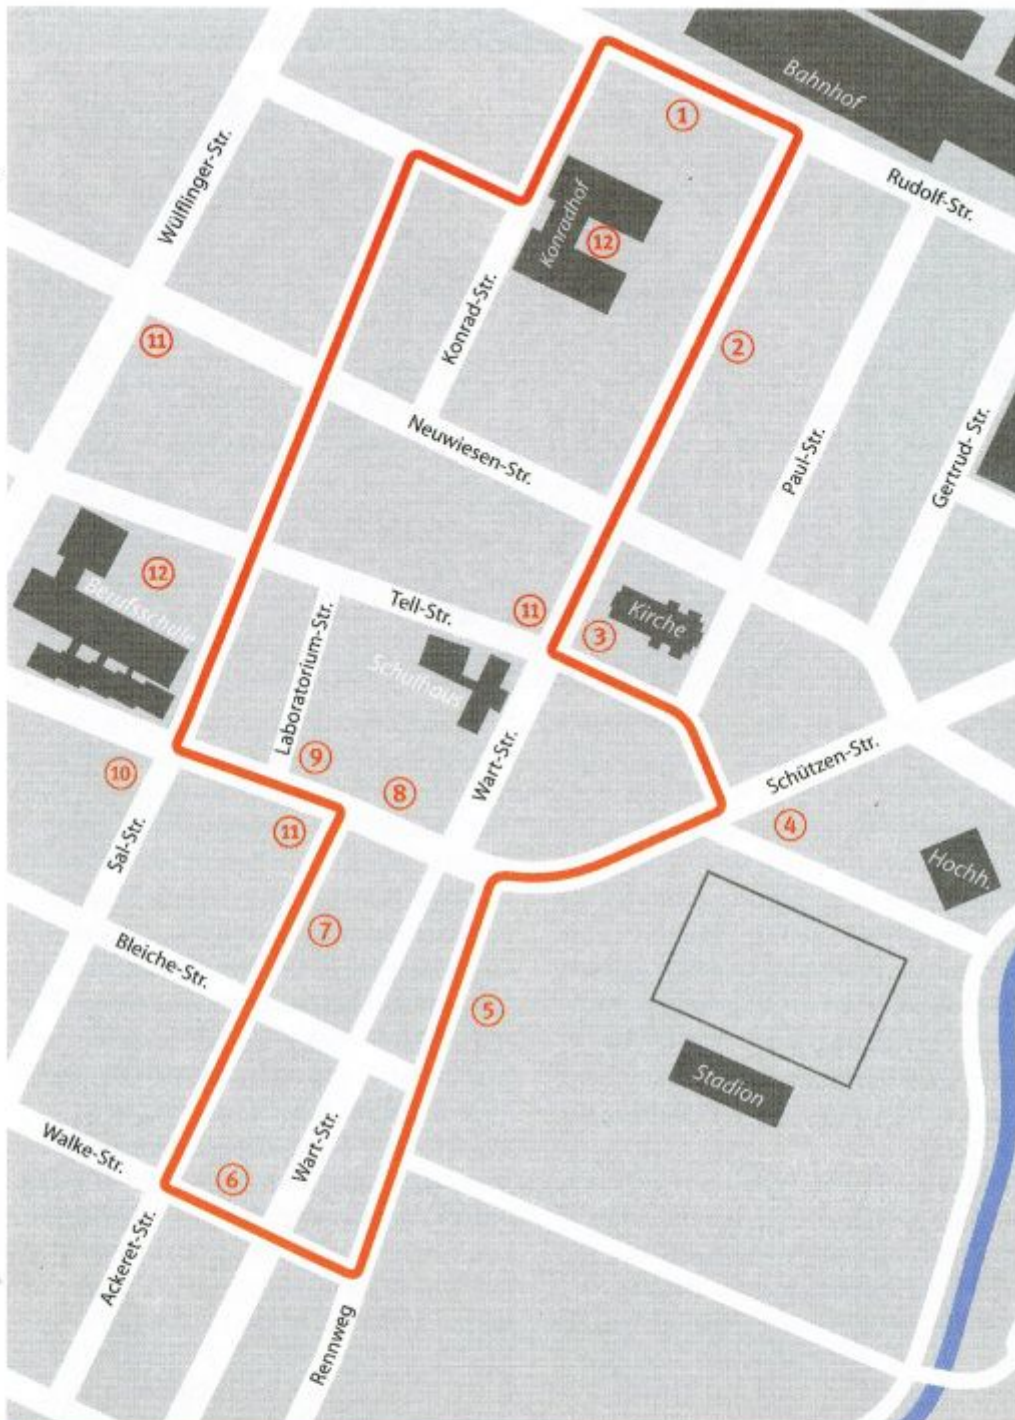 Bahnhof
1
Rudolf-Str.
Wülflinger-Str.
Konradhof
12
Konrad-Str.
11
2
Neuwiesen-Str.
Paul-Str.
Gertrud- Str.
12
Berufsschule
Tell-Str.
11
3
Kirche
Laboratorium-Str.
Schulhaus
Wart-Str.
Schützen-Str.
9
10
8
11
4
Hochh.
Sal-Str.
7
Bleiche-Str.
5
Stadion
Walke-Str.
Wart-Str.
6
Ackeret-Str.
Rennweg